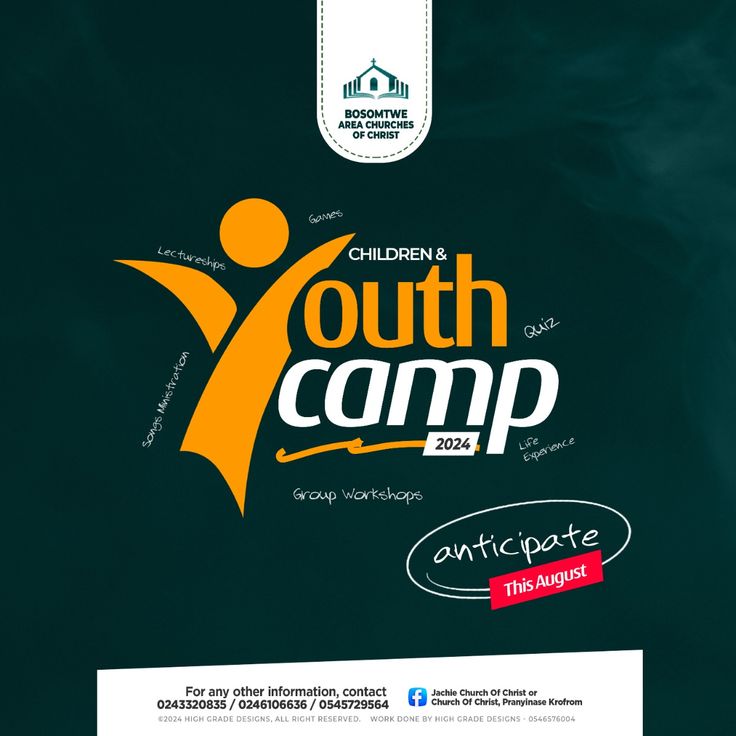 BOSOMTWE
AREA CHURCHES
OF CHRIST
Games
Lectureships
CHILDREN &
Youth
Quiz
camp
Songs Ministration
2024
Life
Experience
Group Workshops
anticipate
This August
For any other information, contact
0243320835 / 0246106636 / 0545729564
Jachie Church Of Christ or
Church Of Christ, Pranyinase Krofrom
©2024 HIGH GRADE DESIGNS, ALL RIGHT RESERVED. WORK DONE BY HIGH GRADE DESIGNS - 0546576004